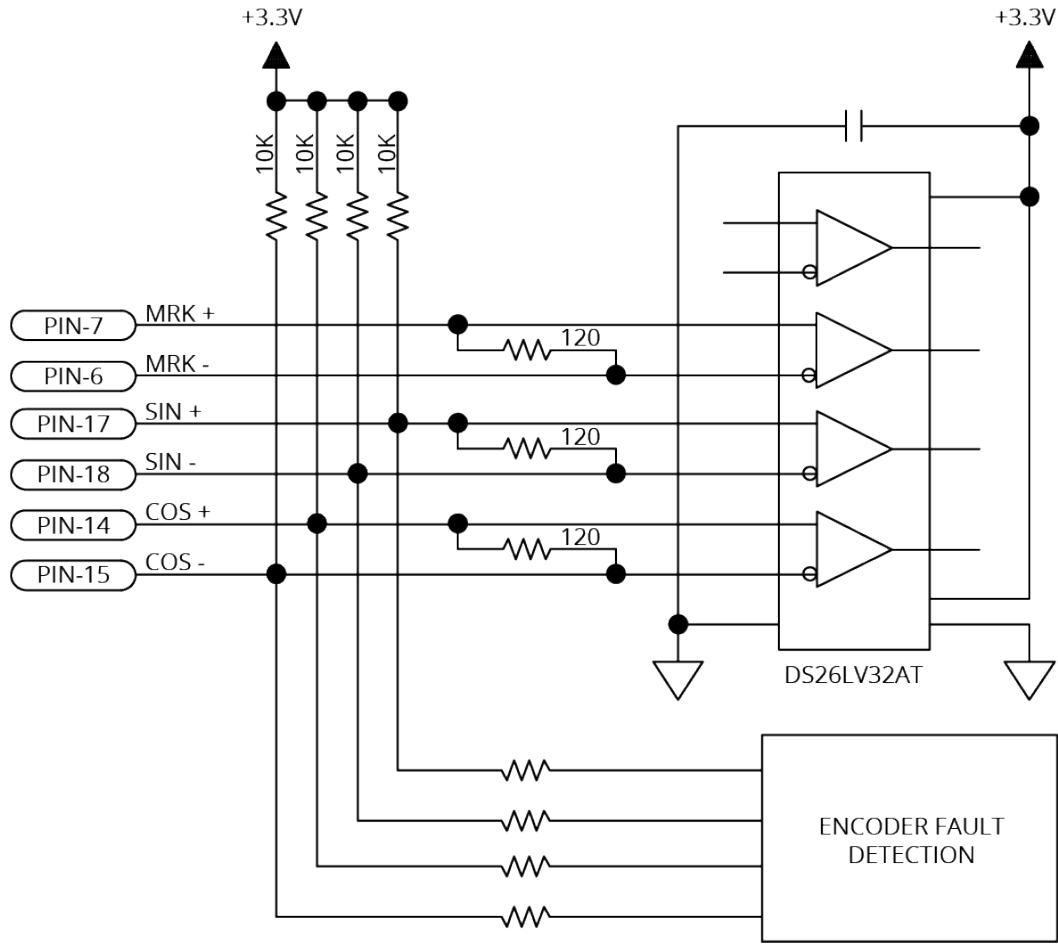 +3.3V
+3.3V
10K
10K
10K
10K
PIN-7
MRK +
120
PIN-6
MRK -
PIN-17
SIN +
120
PIN-18
SIN -
PIN-14
COS +
120
PIN-15
COS -
DS26LV32AT
ENCODER FAULT
DETECTION